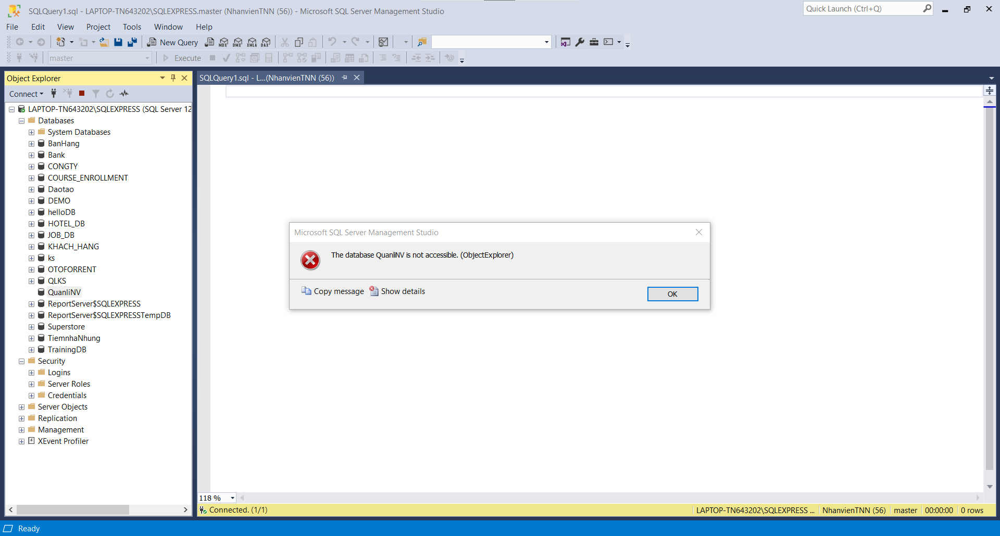 SQLQuery1.sql - LAPTOP-TN643202\SQLEXPRESS.master (NhanvienTNN (56)) - Microsoft SQL Server Management Studio
Quick Launch (Ctrl+Q)
File Edit View Project Tools Window Help
New Query MDX DMX XMLA DAX
master Execute
Object Explorer
SQLQuery1.sql - L...(NhanvienTNN (56))
Connect
LAPTOP-TN643202\SQLEXPRESS (SQL Server 12
Databases
System Databases
BanHang
Bank
CONGTY
COURSE_ENROLLMENT
Daotao
DEMO
helloDB
HOTEL_DB
JOB_DB
KHACH_HANG
ks
OTOFORRENT
QLKS
QuanliNV
ReportServer$SQLEXPRESS
ReportServer$SQLEXPRESSTempDB
Superstore
TiemnhaNhung
TrainingDB
Security
Logins
Server Roles
Credentials
Server Objects
Replication
Management
XEvent Profiler
Microsoft SQL Server Management Studio
The database QuanliNV is not accessible. (ObjectExplorer)
Copy message Show details OK
118 %
Connected. (1/1) LAPTOP-TN643202\SQLEXPRESS ... NhanvienTNN (56) master 00:00:00 0 rows
Ready